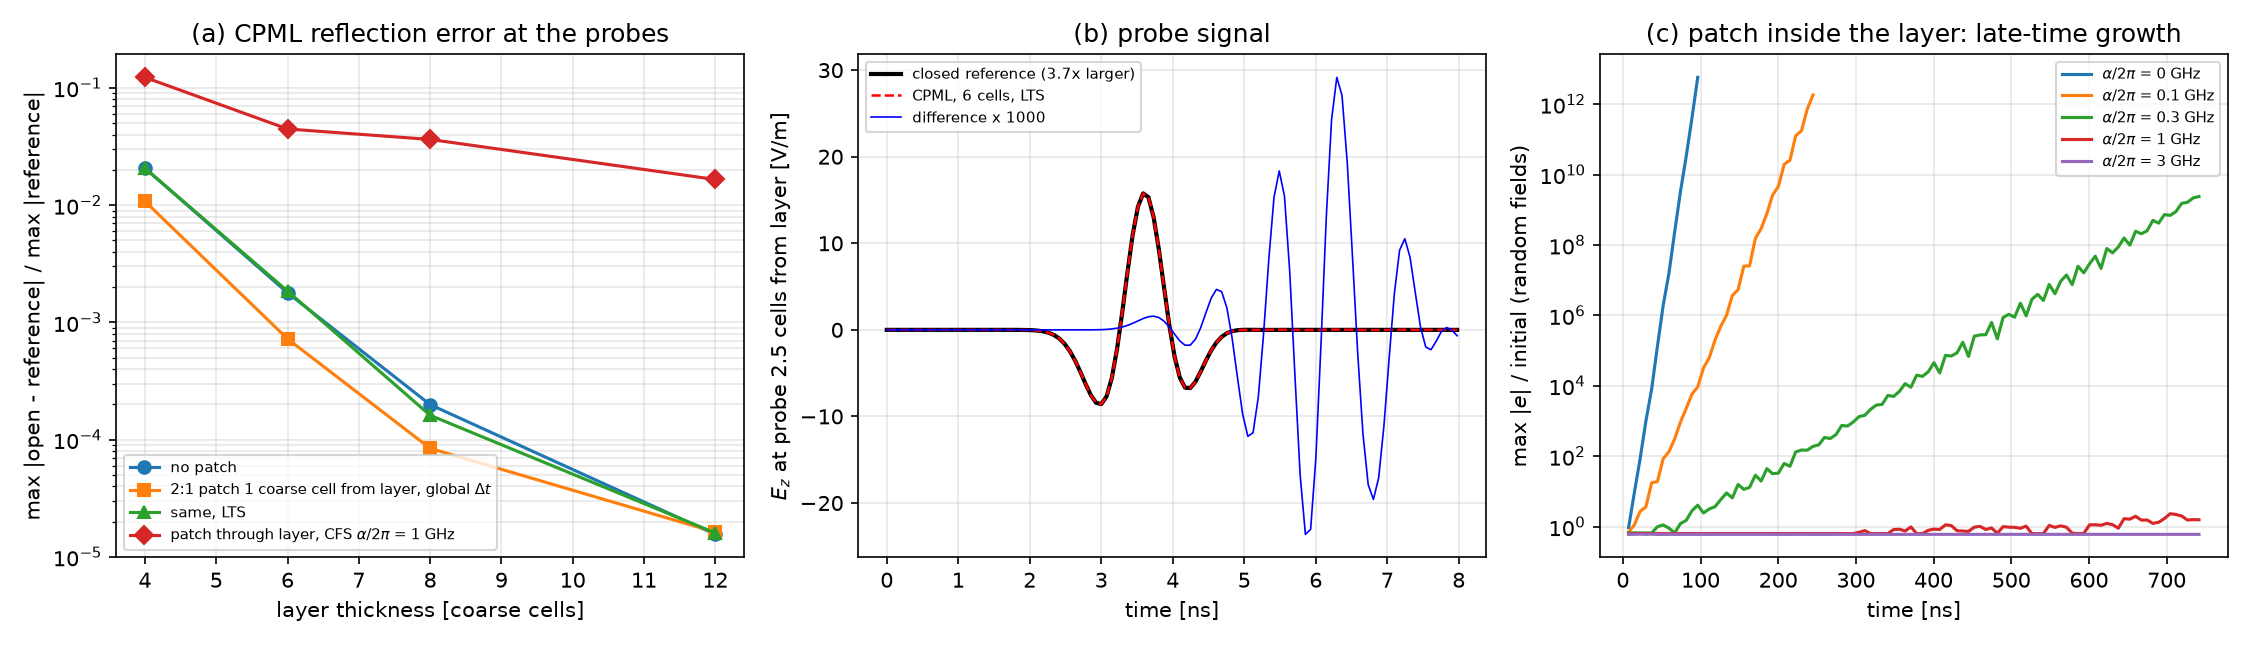 (a) CPML reflection error at the probes
max |open - reference| / max |reference|
10⁻¹
10⁻²
10⁻³
10⁻⁴
10⁻⁵
no patch
2:1 patch 1 coarse cell from layer, global Δt
same, LTS
patch through layer, CFS α/2π = 1 GHz
4 5 6 7 8 9 10 11 12
layer thickness [coarse cells]
(b) probe signal
E_z at probe 2.5 cells from layer [V/m]
30
20
10
0
−10
−20
closed reference (3.7x larger)
CPML, 6 cells, LTS
difference x 1000
0 1 2 3 4 5 6 7 8
time [ns]
(c) patch inside the layer: late-time growth
max |e| / initial (random fields)
10¹²
10¹⁰
10⁸
10⁶
10⁴
10²
10⁰
α/2π = 0 GHz
α/2π = 0.1 GHz
α/2π = 0.3 GHz
α/2π = 1 GHz
α/2π = 3 GHz
0 100 200 300 400 500 600 700
time [ns]